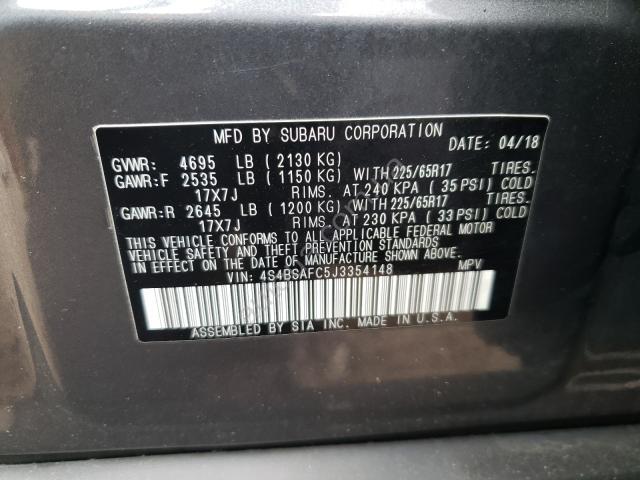 MFD BY SUBARU CORPORATION
DATE: 04/18
GVWR: 4695 LB (2130 KG)
GAWR:F 2535 LB (1150 KG) WITH 225/65R17 TIRES.
17X7J RIMS. AT 240 KPA (35 PSI) COLD
GAWR:R 2645 LB (1200 KG) WITH 225/65R17 TIRES.
17X7J RIMS. AT 230 KPA (33 PSI) COLD
THIS VEHICLE CONFORMS TO ALL APPLICABLE FEDERAL MOTOR
VEHICLE SAFETY AND THEFT PREVENTION STANDARDS
IN EFFECT ON THE DATE OF MANUFACTURE SHOWN ABOVE.
VIN: 4S4BSAFC5J3354148 MPV
ASSEMBLED BY SIA INC. MADE IN U.S.A.